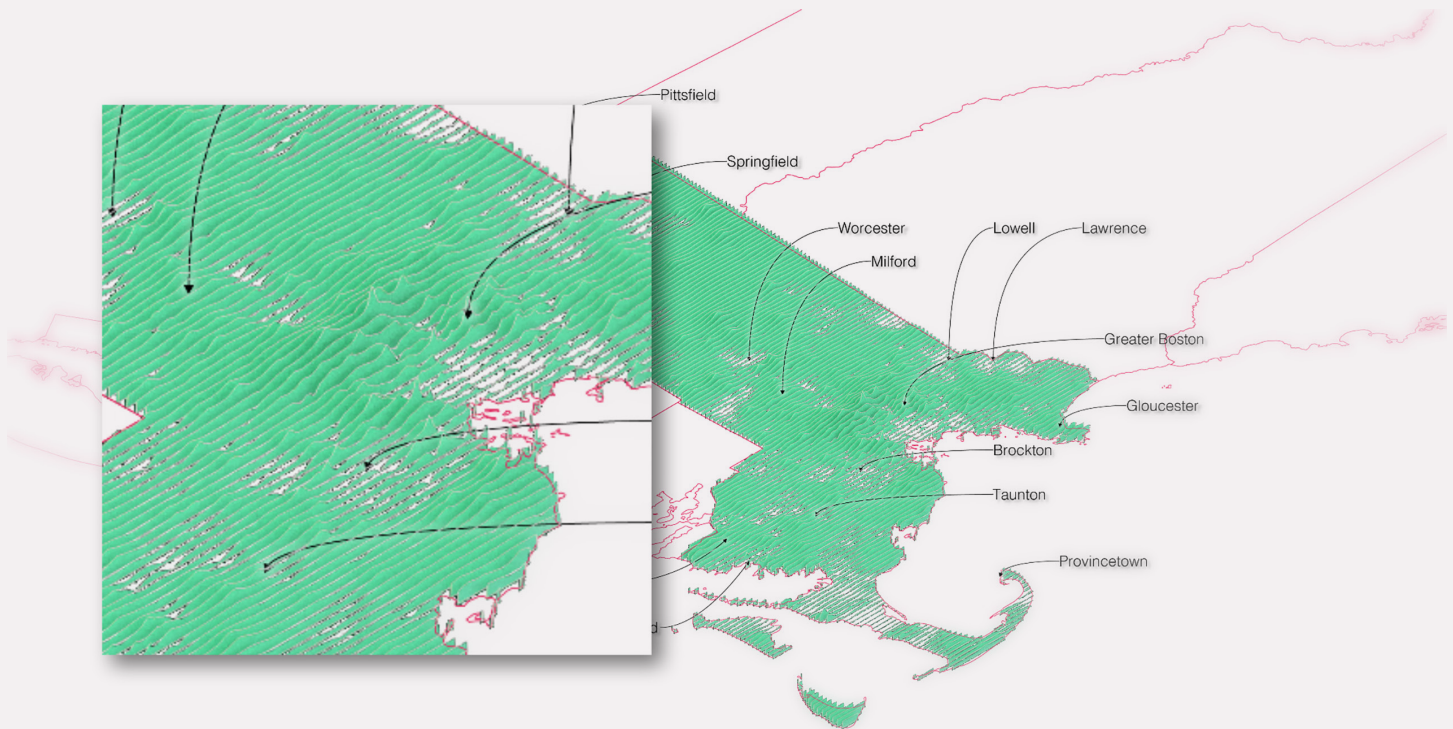 Pittsfield
Springfield
Worcester
Lowell
Lawrence
Milford
Greater Boston
Gloucester
Brockton
Taunton
Provincetown